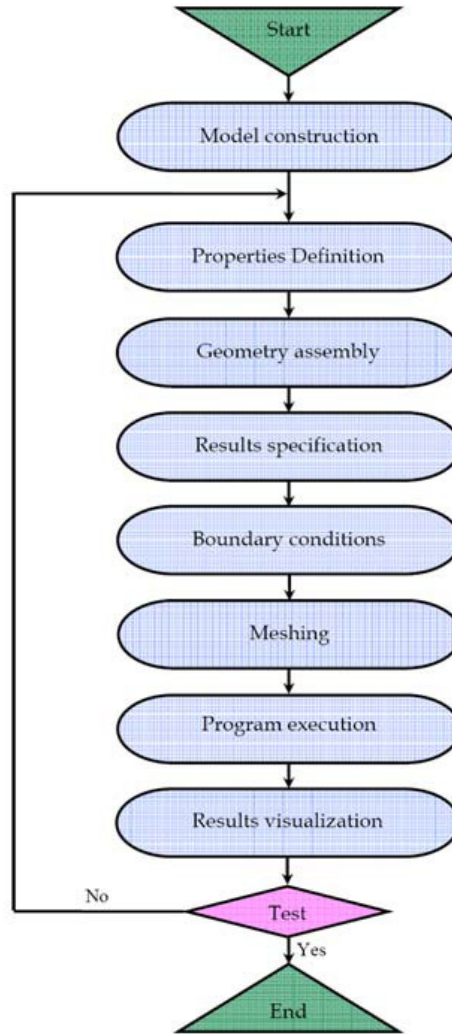 Start
Model construction
Properties Definition
Geometry assembly
Results specification
Boundary conditions
Meshing
Program execution
Results visualization
No
Test
Yes
End